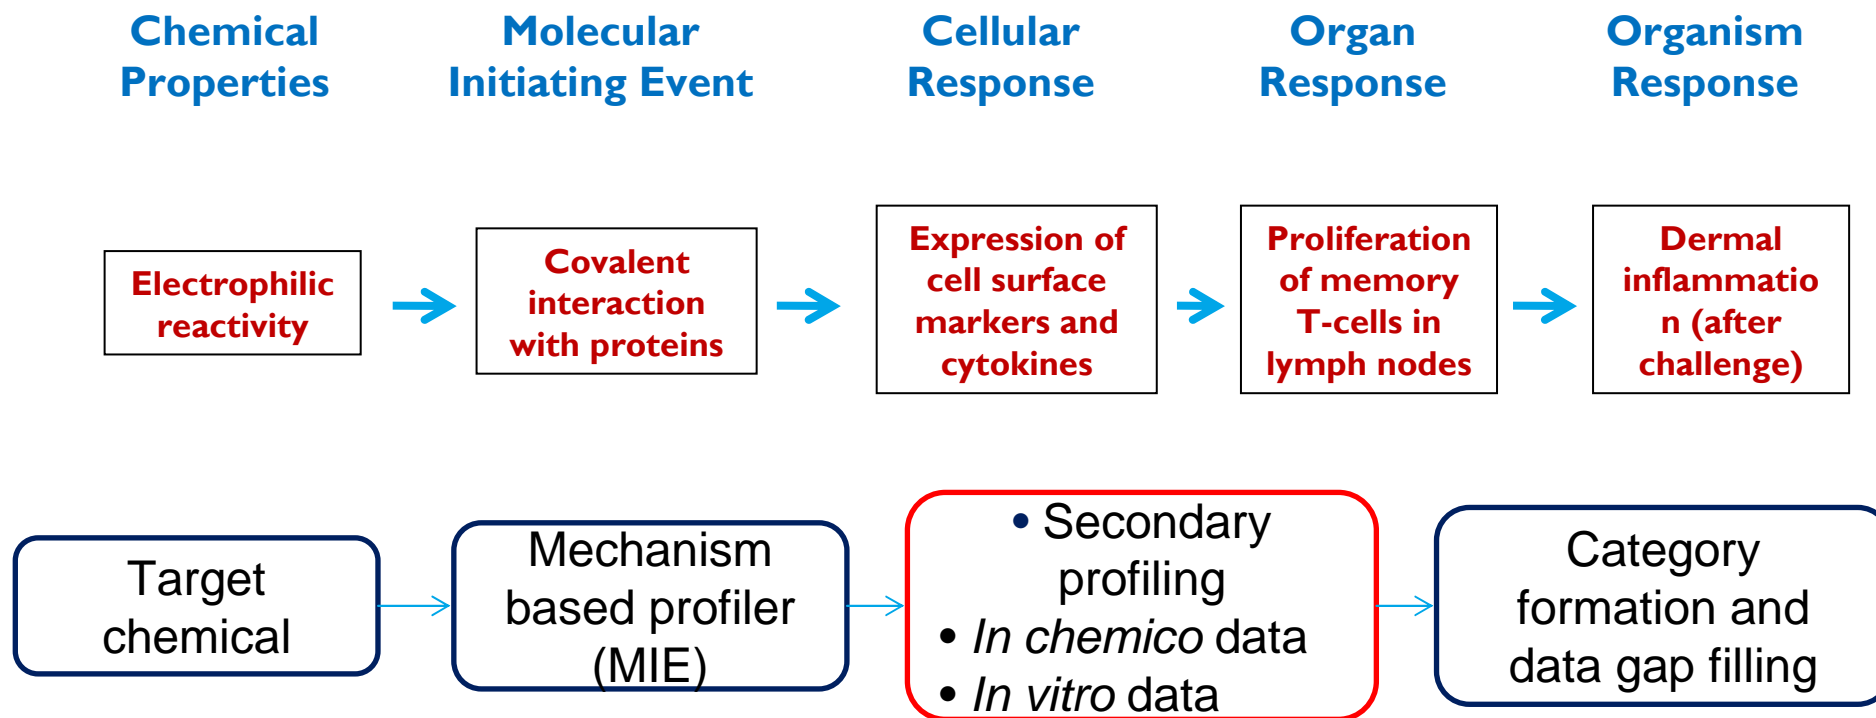 Chemical
Properties
Molecular
Initiating Event
Cellular
Response
Organ
Response
Organism
Response
Electrophilic
reactivity
Covalent
interaction
with proteins
Expression of
cell surface
markers and
cytokines
Proliferation
of memory
T-cells in
lymph nodes
Dermal
inflammatio
n (after
challenge)
Target
chemical
Mechanism
based profiler
(MIE)
• Secondary
profiling
• In chemico data
• In vitro data
Category
formation and
data gap filling